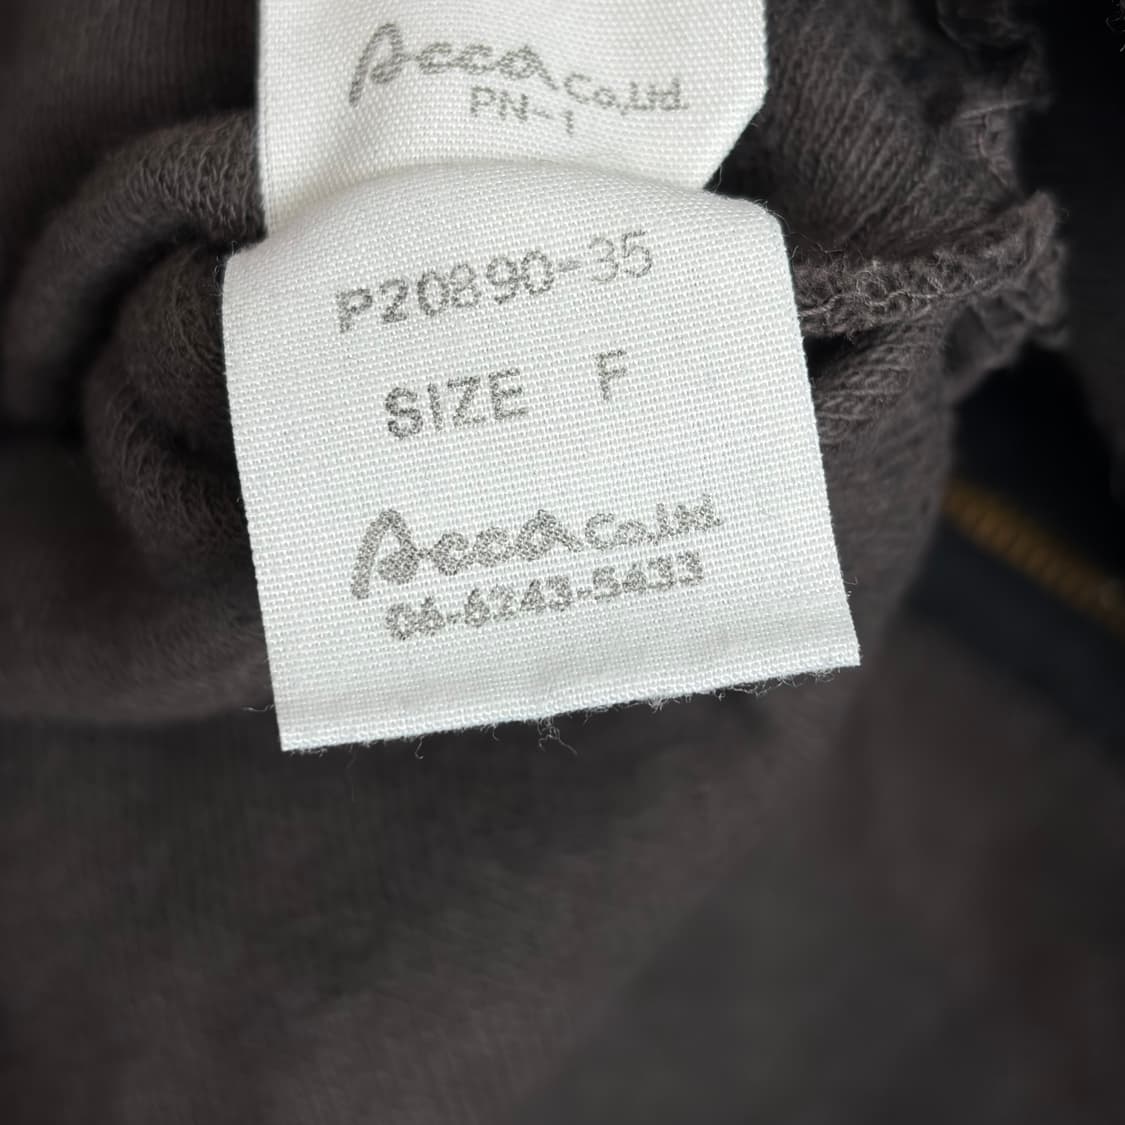 Acca Co.,Ltd.
PN-1
P20890-35
SIZE F
Acca Co.,Ltd.
06-6243-5433